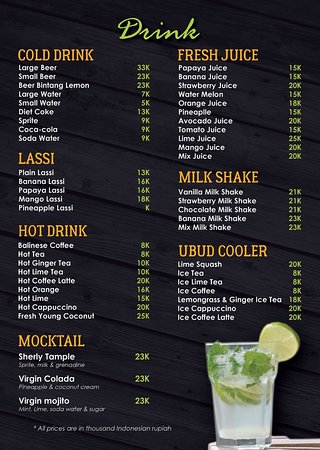 Drink
COLD DRINK
Large Beer 33K
Small Beer 23K
Beer Bintang Lemon 23K
Large Water 7K
Small Water 5K
Diet Coke 13K
Sprite 9K
Coca-cola 9K
Soda Water 9K
LASSI
Plain Lassi 13K
Banana Lassi 16K
Papaya Lassi 16K
Mango Lassi 18K
Pineapple Lassi K
HOT DRINK
Balinese Coffee 8K
Hot Tea 8K
Hot Ginger Tea 10K
Hot Lime Tea 10K
Hot Coffee Latte 20K
Hot Orange 16K
Hot Lime 15K
Hot Cappuccino 20K
Fresh Young Coconut 25K
MOCKTAIL
Sherly Tample 23K
Sprite, milk & grenadine
Virgin Colada 23K
Pineapple & coconut cream
Virgin mojito 23K
Mint, Lime, soda water & sugar
FRESH JUICE
Papaya Juice 15K
Banana Juice 15K
Strawberry Juice 20K
Water Melon 15K
Orange Juice 18K
Pineaplle 15K
Avocado Juice 20K
Tomato Juice 15K
Lime Juice 25K
Mango Juice 20K
Mix Juice 20K
MILK SHAKE
Vanilla Milk Shake 21K
Strawberry Milk Shake 21K
Chocolate Milk Shake 21K
Banana Milk Shake 23K
Mix Milk Shake 23K
UBUD COOLER
Lime Squash 20K
Ice Tea 8K
Ice Lime Tea 8K
Ice Coffee 8K
Lemongrass & Ginger Ice Tea 18K
Ice Cappuccino 20K
Ice Coffee Latte 20K
* All prices are in thousand Indonesian rupiah